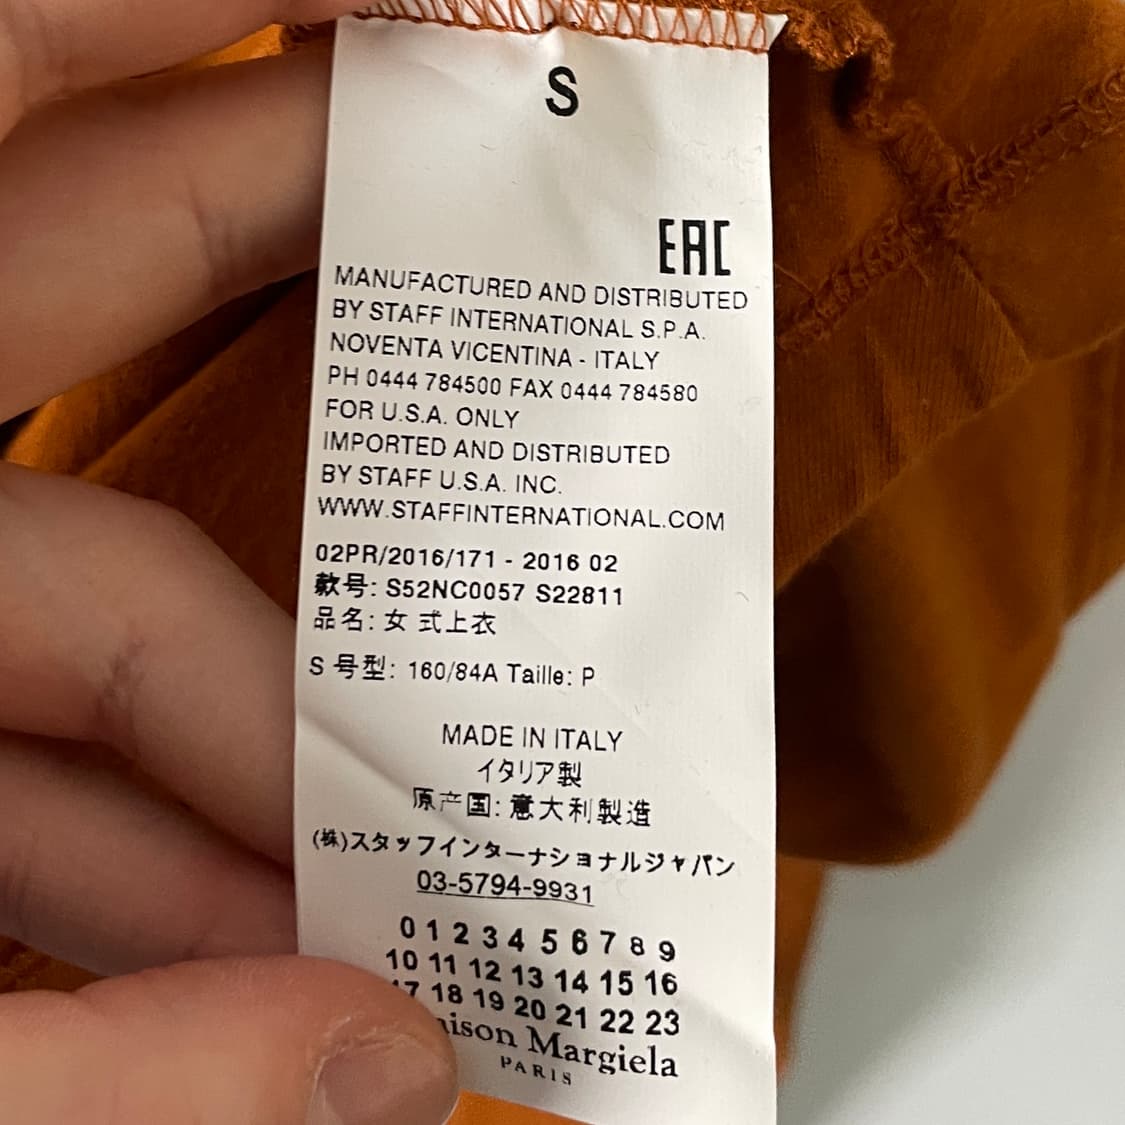 S
EAC
MANUFACTURED AND DISTRIBUTED
BY STAFF INTERNATIONAL S.P.A.
NOVENTA VICENTINA - ITALY
PH 0444 784500 FAX 0444 784580
FOR U.S.A. ONLY
IMPORTED AND DISTRIBUTED
BY STAFF U.S.A. INC.
WWW.STAFFINTERNATIONAL.COM
02PR/2016/171 - 2016 02
款号: S52NC0057 S22811
品名: 女 式上衣
S 号型: 160/84A Taille: P
MADE IN ITALY
イタリア製
原产国: 意大利製造
(株)スタッフインターナショナルジャパン
03-5794-9931
0 1 2 3 4 5 6 7 8 9
10 11 12 13 14 15 16
17 18 19 20 21 22 23
Margiela
PARIS